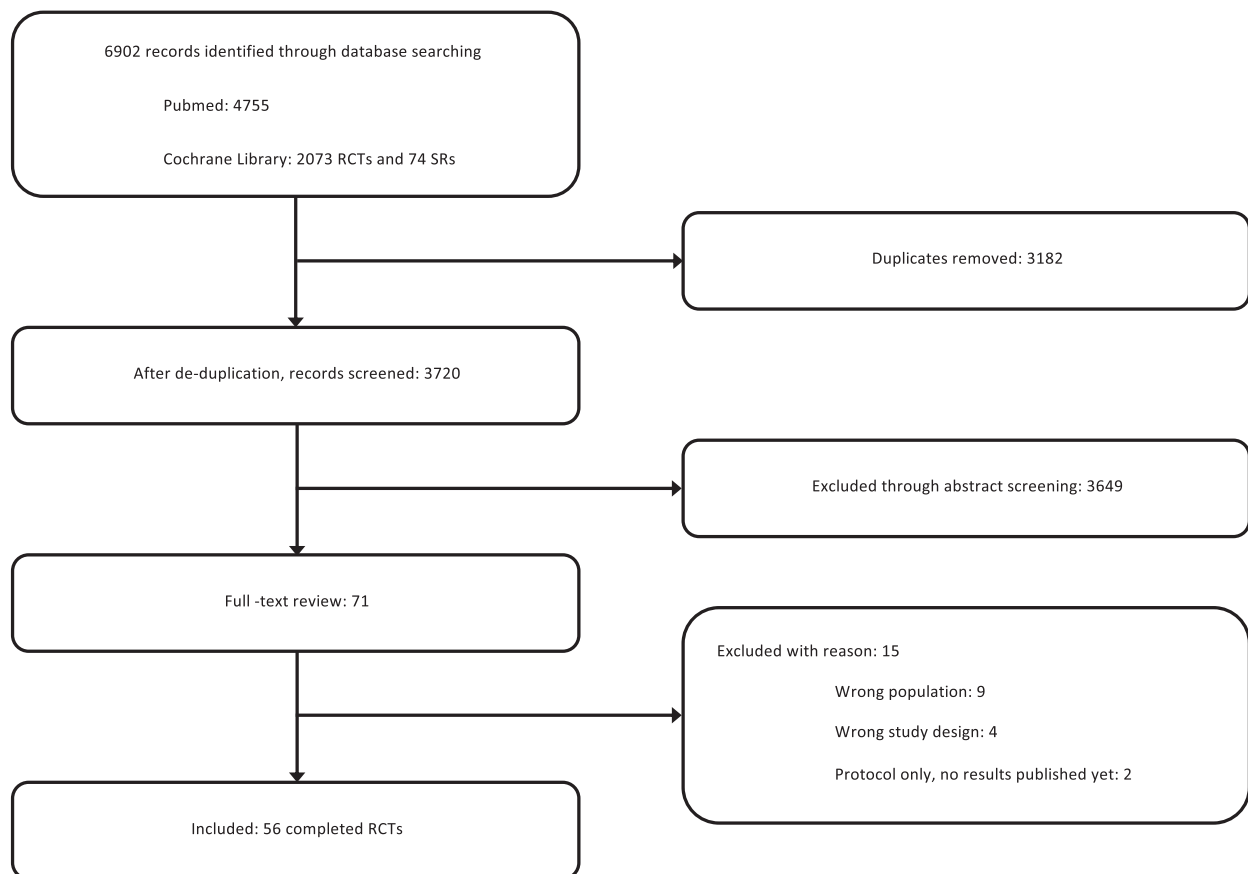 6902 records identified through database searching
Pubmed: 4755
Cochrane Library: 2073 RCTs and 74 SRs
Duplicates removed: 3182
After de-duplication, records screened: 3720
Excluded through abstract screening: 3649
Full -text review: 71
Excluded with reason: 15
Wrong population: 9
Wrong study design: 4
Protocol only, no results published yet: 2
Included: 56 completed RCTs